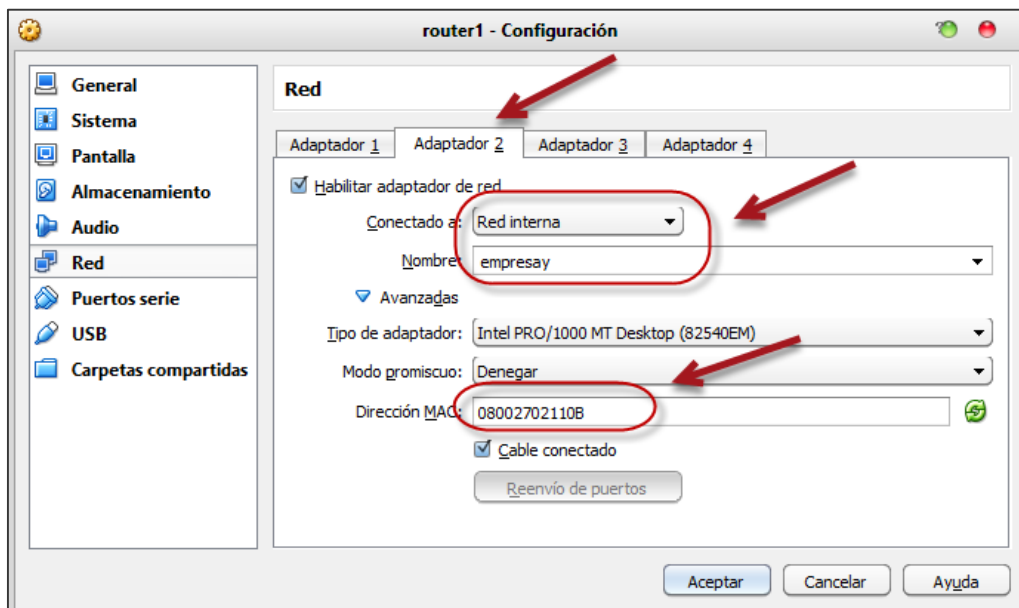 router1 - Configuración
General
Sistema
Pantalla
Almacenamiento
Audio
Red
Puertos serie
USB
Carpetas compartidas
Red
Adaptador 1 Adaptador 2 Adaptador 3 Adaptador 4
Habilitar adaptador de red
Conectado a: Red interna
Nombre: empresay
Avanzadas
Tipo de adaptador: Intel PRO/1000 MT Desktop (82540EM)
Modo promiscuo: Denegar
Dirección MAC: 08002702110B
Cable conectado
Reenvío de puertos
Aceptar Cancelar Ayuda